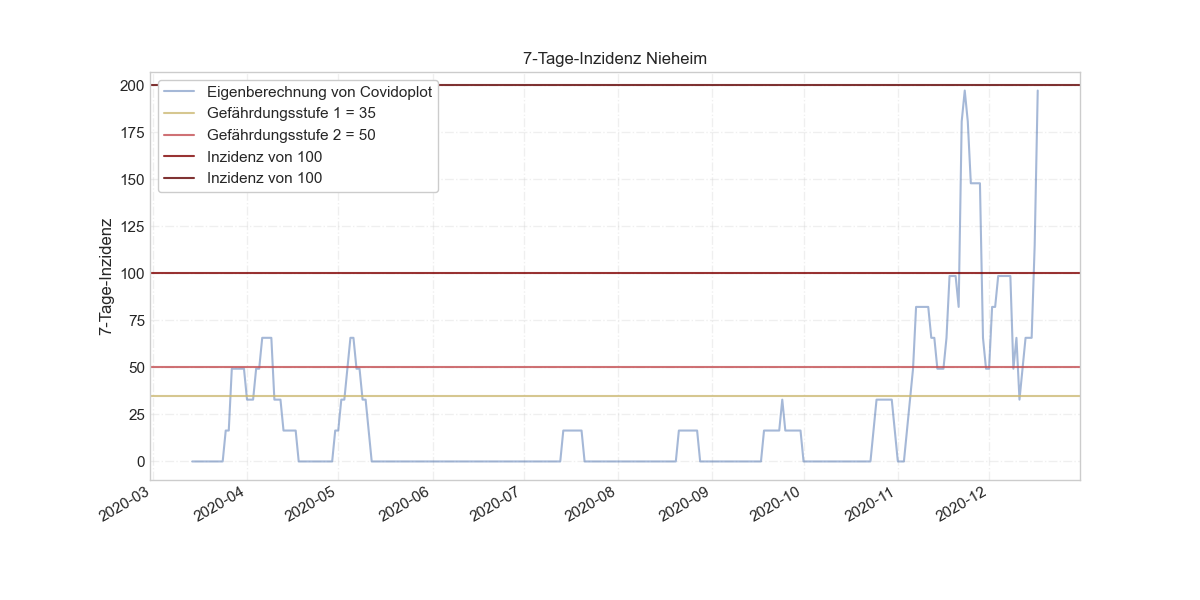 7-Tage-Inzidenz Nieheim
Eigenberechnung von Covidoplot
Gefährdungsstufe 1 = 35
Gefährdungsstufe 2 = 50
Inzidenz von 100
Inzidenz von 100
7-Tage-Inzidenz
200
175
150
125
100
75
50
25
0
2020-03
2020-04
2020-05
2020-06
2020-07
2020-08
2020-09
2020-10
2020-11
2020-12